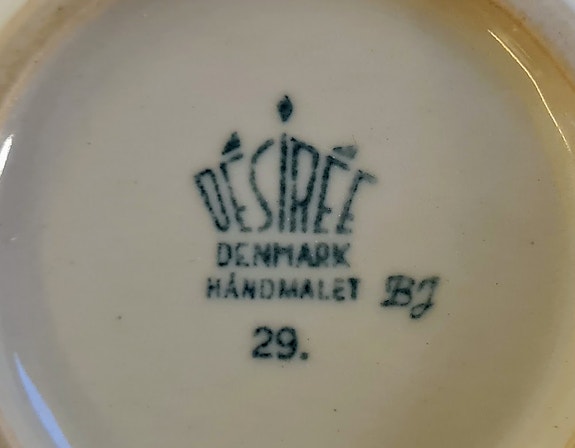 DÉSIRÉE
DENMARK
HÅNDMALET BJ
29.